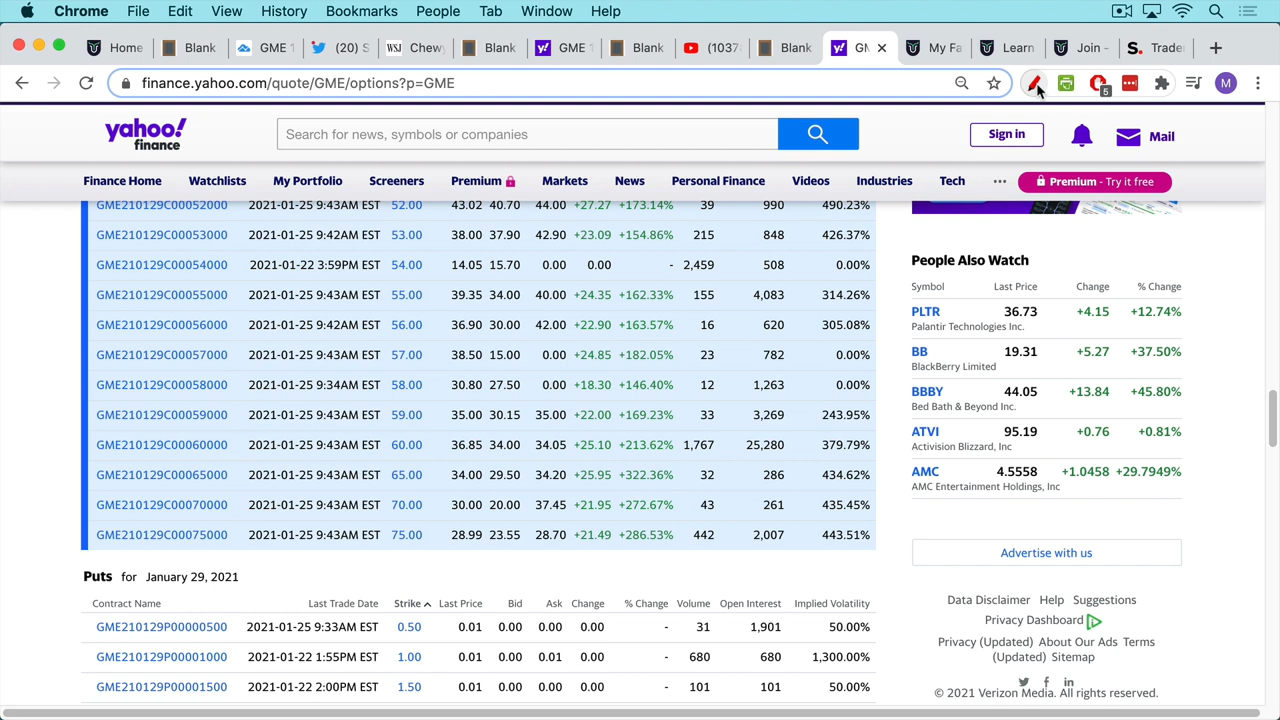 Chrome File Edit View History Bookmarks People Tab Window Help
Home Blank GME 1 (20) S WSJ Chewy Blank GME 1 Blank (1037 Blank GM My Fa Learn Join - S. Trade
finance.yahoo.com/quote/GME/options?p=GME 5 M
yahoo!
finance
Search for news, symbols or companies
Sign in
Mail
Finance Home Watchlists My Portfolio Screeners Premium Markets News Personal Finance Videos Industries Tech ··· Premium - Try it free
GME210129C00052000 2021-01-25 9:43AM EST 52.00 43.02 40.70 44.00 +27.27 +173.14% 39 990 490.23%
GME210129C00053000 2021-01-25 9:43AM EST 53.00 38.00 37.90 42.90 +23.09 +154.86% 215 848 426.37%
GME210129C00054000 2021-01-22 3:59PM EST 54.00 14.05 15.70 0.00 0.00 - 2,459 508 0.00%
GME210129C00055000 2021-01-25 9:43AM EST 55.00 39.35 34.00 40.00 +24.35 +162.33% 155 4,083 314.26%
GME210129C00056000 2021-01-25 9:42AM EST 56.00 36.90 30.00 42.00 +22.90 +163.57% 16 620 305.08%
GME210129C00057000 2021-01-25 9:43AM EST 57.00 38.50 15.00 0.00 +24.85 +182.05% 23 782 0.00%
GME210129C00058000 2021-01-25 9:34AM EST 58.00 30.80 27.50 0.00 +18.30 +146.40% 12 1,263 0.00%
GME210129C00059000 2021-01-25 9:43AM EST 59.00 35.00 30.15 35.00 +22.00 +169.23% 33 3,269 243.95%
GME210129C00060000 2021-01-25 9:43AM EST 60.00 36.85 34.00 34.05 +25.10 +213.62% 1,767 25,280 379.79%
GME210129C00065000 2021-01-25 9:43AM EST 65.00 34.00 29.50 34.20 +25.95 +322.36% 32 286 434.62%
GME210129C00070000 2021-01-25 9:43AM EST 70.00 30.00 20.00 37.45 +21.95 +272.67% 43 261 435.45%
GME210129C00075000 2021-01-25 9:43AM EST 75.00 28.99 23.55 28.70 +21.49 +286.53% 442 2,007 443.51%
Puts for January 29, 2021
Contract Name Last Trade Date Strike Last Price Bid Ask Change % Change Volume Open Interest Implied Volatility
GME210129P00000500 2021-01-25 9:33AM EST 0.50 0.01 0.00 0.00 0.00 - 31 1,901 50.00%
GME210129P00001000 2021-01-22 1:55PM EST 1.00 0.01 0.00 0.01 0.00 - 680 680 1,300.00%
GME210129P00001500 2021-01-22 2:00PM EST 1.50 0.01 0.00 0.00 0.00 - 101 101 50.00%
People Also Watch
Symbol Last Price Change % Change
PLTR 36.73 +4.15 +12.74%
Palantir Technologies Inc.
BB 19.31 +5.27 +37.50%
BlackBerry Limited
BBBY 44.05 +13.84 +45.80%
Bed Bath & Beyond Inc.
ATVI 95.19 +0.76 +0.81%
Activision Blizzard, Inc
AMC 4.5558 +1.0458 +29.7949%
AMC Entertainment Holdings, Inc
Advertise with us
Data Disclaimer Help Suggestions
Privacy Dashboard
Privacy (Updated) About Our Ads Terms
(Updated) Sitemap
© 2021 Verizon Media. All rights reserved.